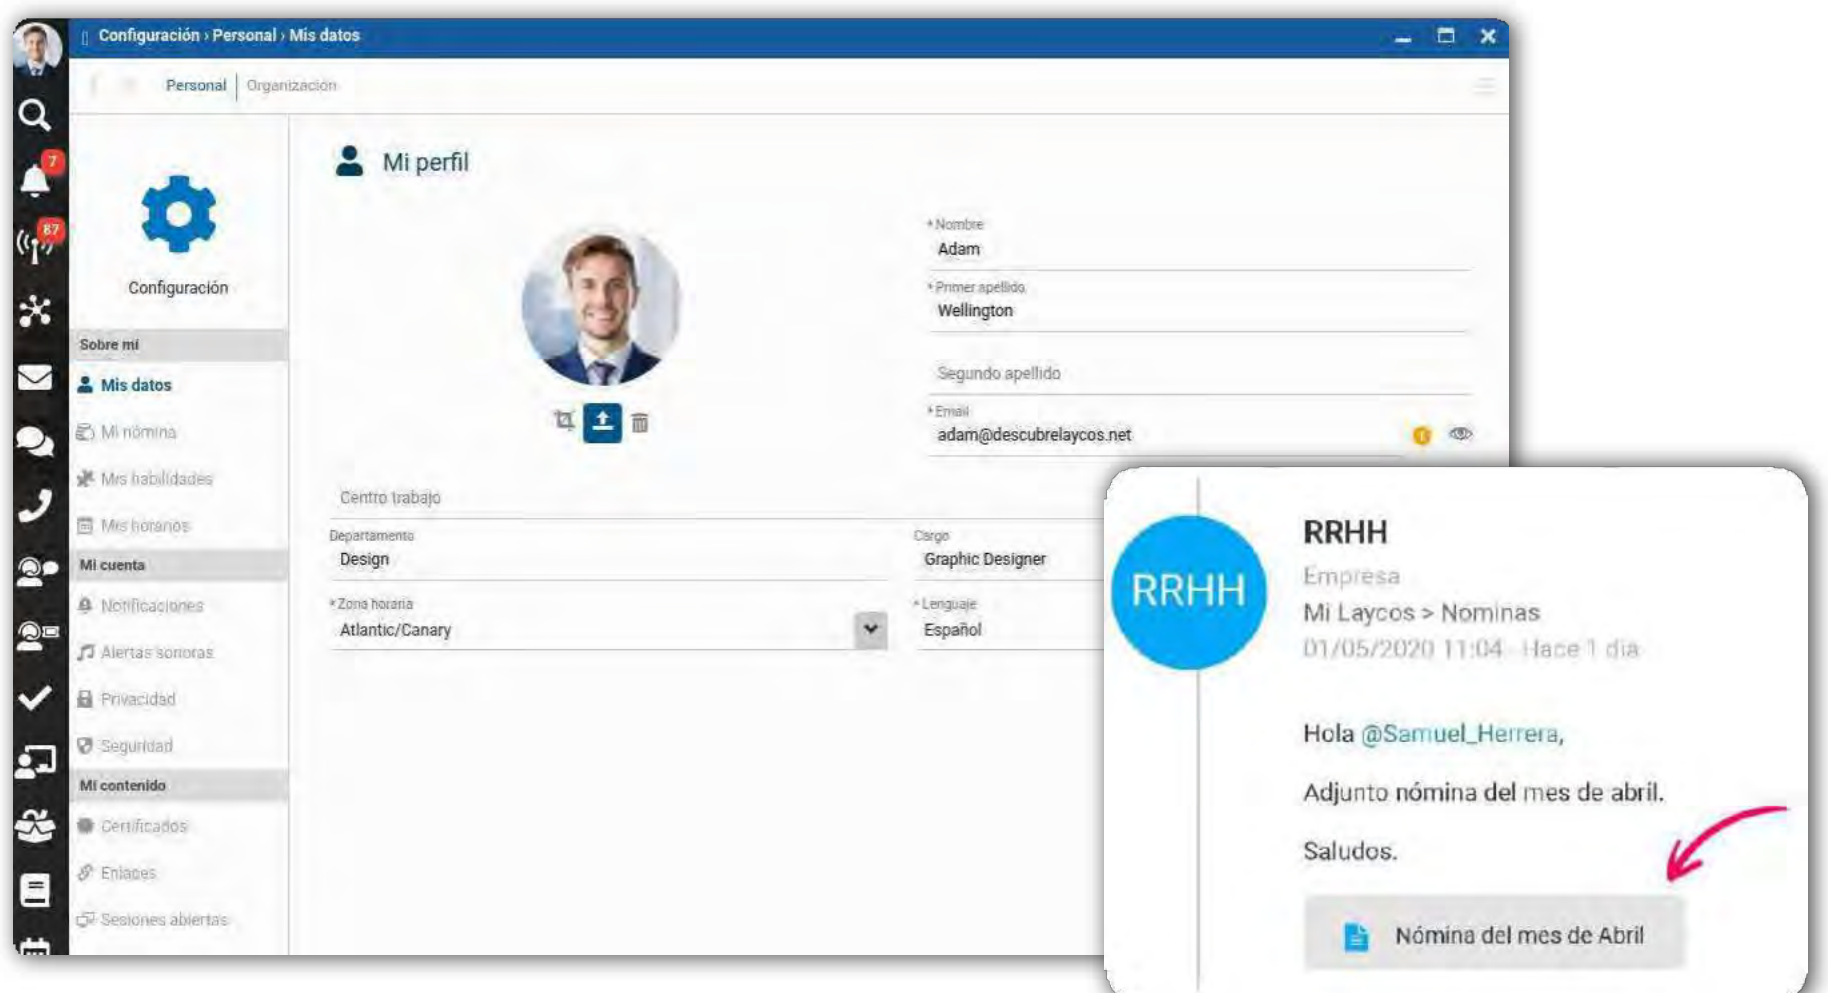 Configuración › Personal › Mis datos
Personal | Organización
7
87
Configuración
Sobre mí
Mis datos
Mi nómina
Mis habilidades
Mis horarios
Mi cuenta
Notificaciones
Alertas sonoras
Privacidad
Seguridad
Mi contenido
Certificados
Enlaces
Sesiones abiertas
Mi perfil
* Nombre
Adam
* Primer apellido
Wellington
Segundo apellido
* Email
adam@descubrelaycos.net
Centro trabajo
Departamento
Design
Cargo
Graphic Designer
* Zona horaria
Atlantic/Canary
* Lenguaje
Español
RRHH
RRHH
Empresa
Mi Laycos > Nominas
01/05/2020 11:04 - Hace 1 dia
Hola @Samuel_Herrera,
Adjunto nómina del mes de abril.
Saludos.
Nómina del mes de Abril